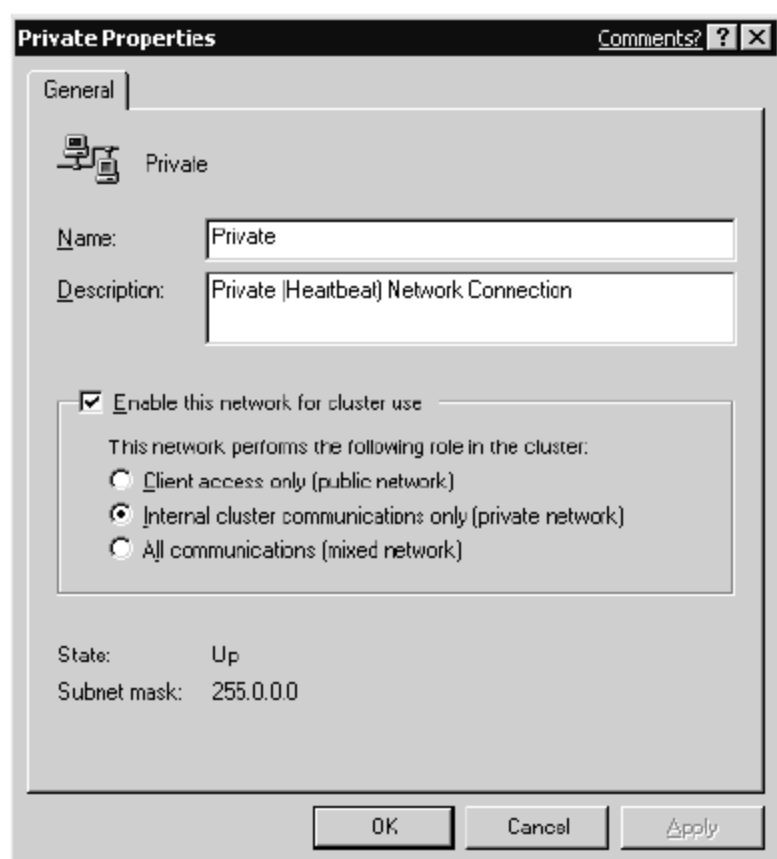 Private Properties Comments? ? X
General
Private
Name: Private
Description: Private (Heartbeat) Network Connection
Enable this network for cluster use
This network performs the following role in the cluster:
Client access only (public network)
Internal cluster communications only (private network)
All communications (mixed network)
State: Up
Subnet mask: 255.0.0.0
OK Cancel Apply